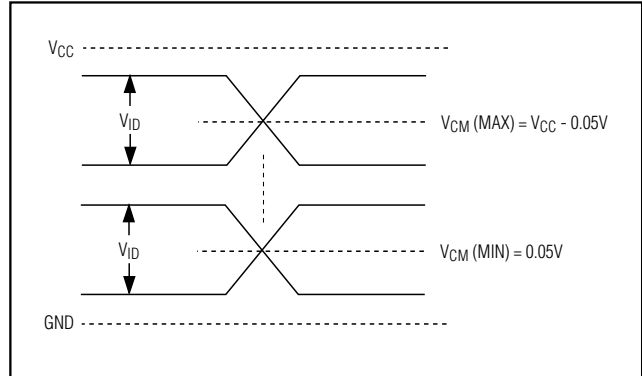 VCC
VID
VCM (MAX) = VCC - 0.05V
VID
VCM (MIN) = 0.05V
GND